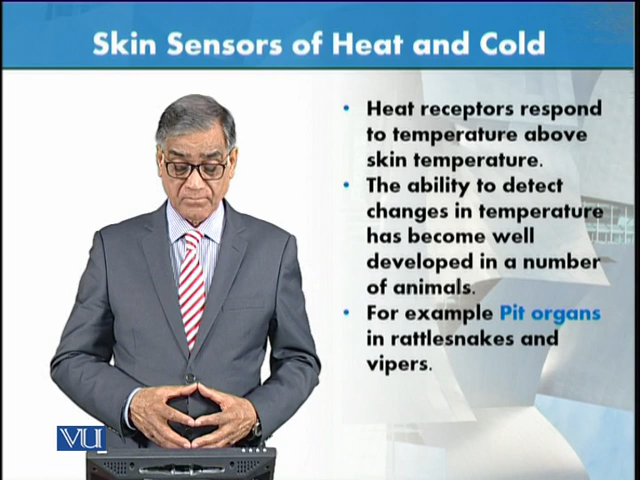 Skin Sensors of Heat and Cold
• Heat receptors respond
to temperature above
skin temperature.
• The ability to detect
changes in temperature
has become well
developed in a number
of animals.
• For example Pit organs
in rattlesnakes and
vipers.
VU